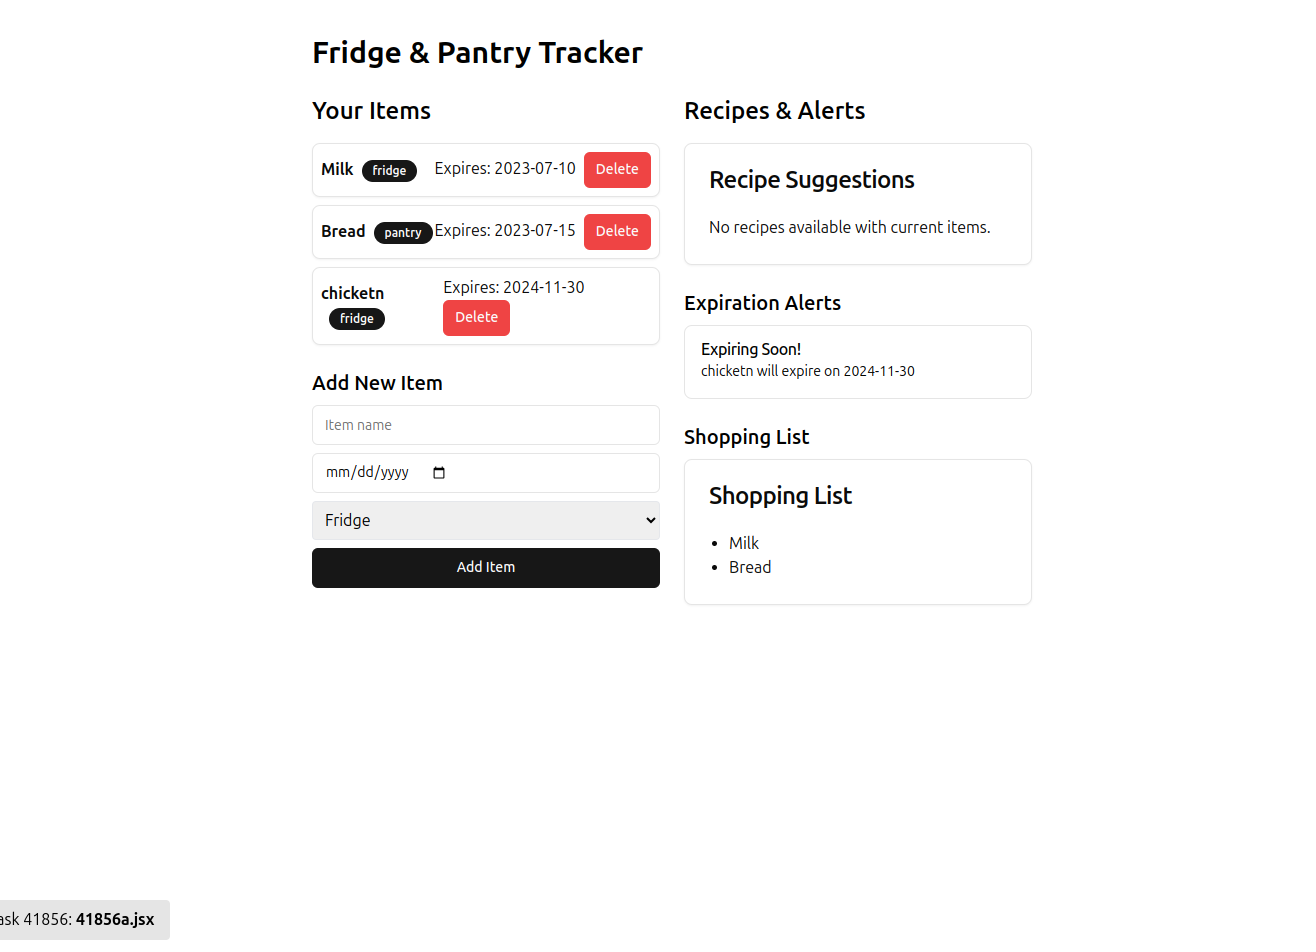 Fridge & Pantry Tracker
Your Items
Milk fridge Expires: 2023-07-10 Delete
Bread pantry Expires: 2023-07-15 Delete
chicketn fridge Expires: 2024-11-30 Delete
Add New Item
Item name
mm/dd/yyyy
Fridge
Add Item
Recipes & Alerts
Recipe Suggestions
No recipes available with current items.
Expiration Alerts
Expiring Soon!
chicketn will expire on 2024-11-30
Shopping List
Shopping List
Milk
Bread
ask 41856: 41856a.jsx